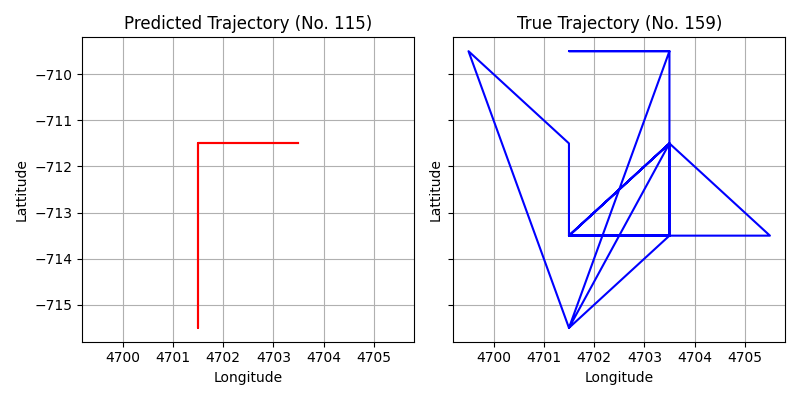 Predicted Trajectory (No. 115)
True Trajectory (No. 159)
−710
−711
−712
−713
−714
−715
Lattitude
Lattitude
4700 4701 4702 4703 4704 4705
4700 4701 4702 4703 4704 4705
Longitude
Longitude